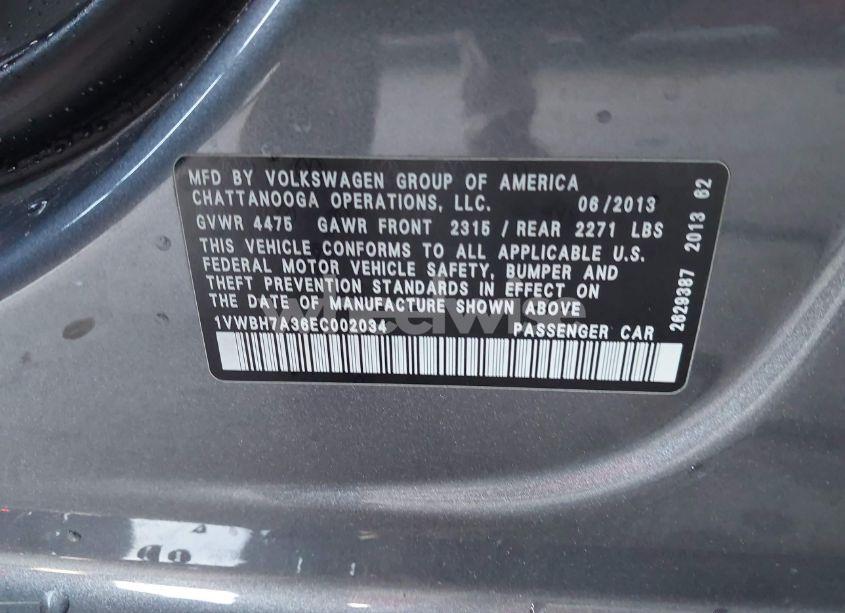 MFD BY VOLKSWAGEN GROUP OF AMERICA
CHATTANOOGA OPERATIONS, LLC. 06/2013
GVWR 4475 GAWR FRONT 2315 / REAR 2271 LBS
THIS VEHICLE CONFORMS TO ALL APPLICABLE U.S.
FEDERAL MOTOR VEHICLE SAFETY, BUMPER AND
THEFT PREVENTION STANDARDS IN EFFECT ON
THE DATE OF MANUFACTURE SHOWN ABOVE
1VWBH7A36EC002034 PASSENGER CAR
2629387 2013 62
wheelwise